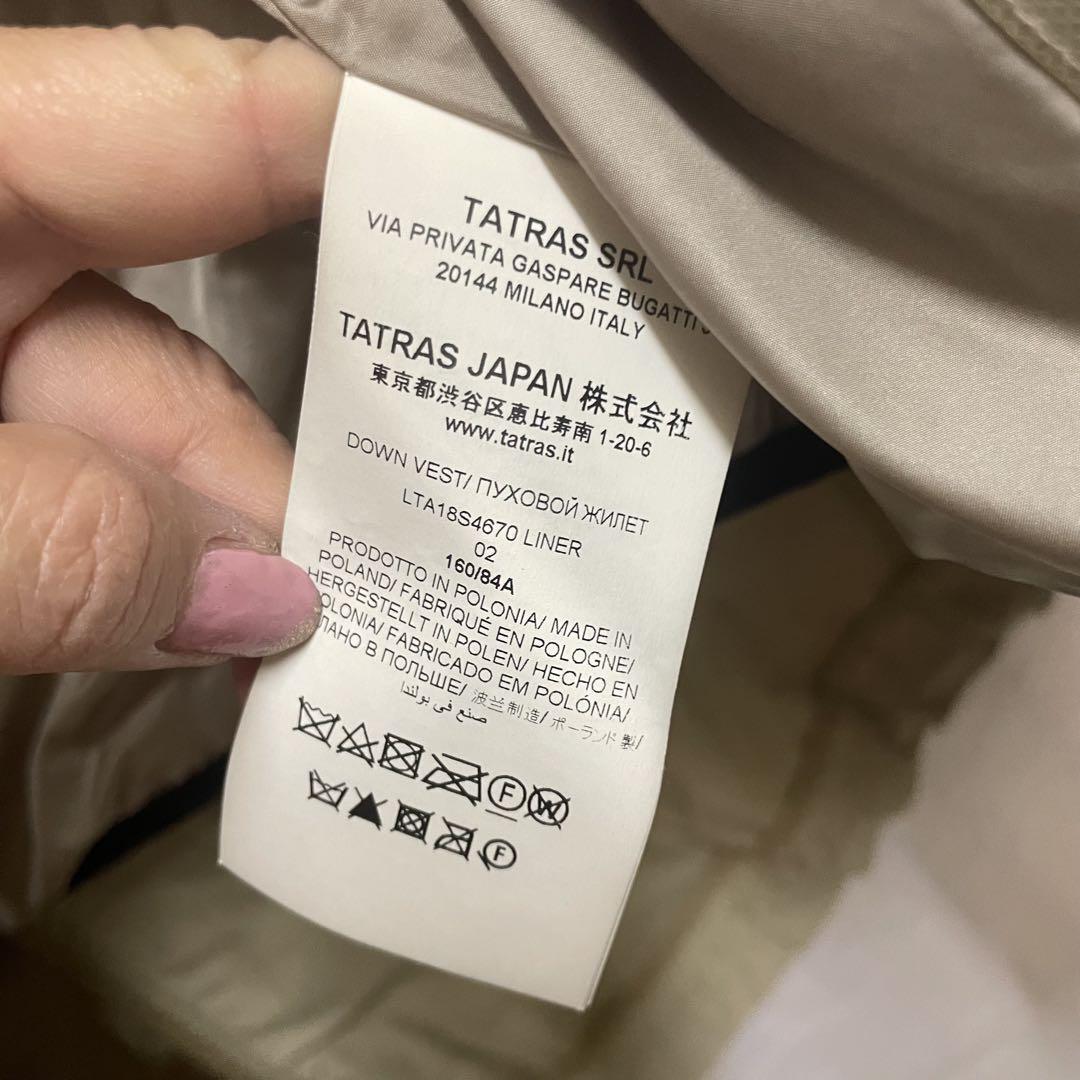 TATRAS SRL
VIA PRIVATA GASPARE BUGATTI
20144 MILANO ITALY
TATRAS JAPAN 株式会社
東京都渋谷区恵比寿南 1-20-6
www.tatras.it
DOWN VEST/ ПУХОВОЙ ЖИЛЕТ
LTA18S4670 LINER
02
160/84A
PRODOTTO IN POLONIA/ MADE IN
POLAND/ FABRIQUÉ EN POLOGNE/
HERGESTELLT IN POLEN/ HECHO EN
OLONIA/ FABRICADO EM POLÓNIA/
ЛАНО В ПОЛЬШЕ/ 波兰制造/ ポーランド製/
صنع في بولندا
F W
F